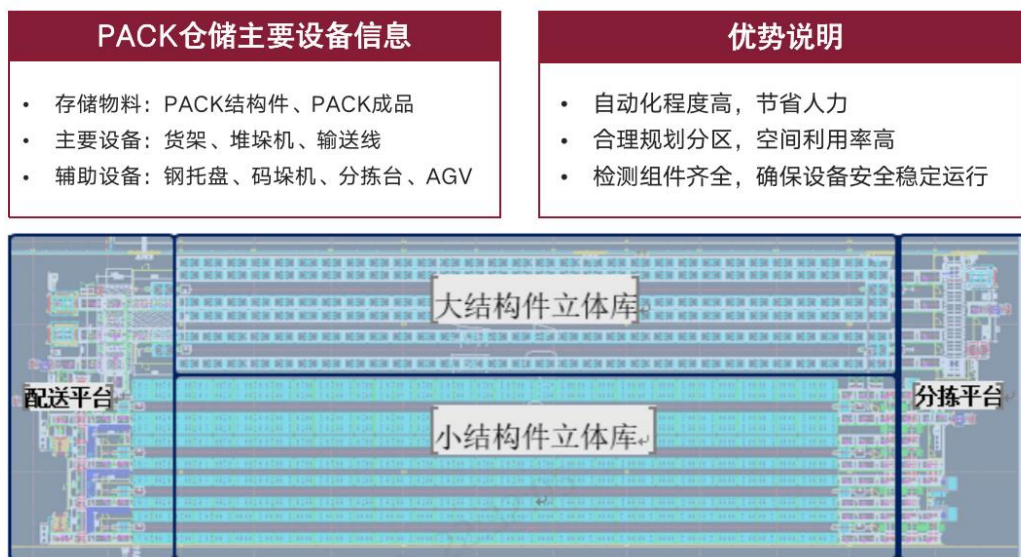 PACK仓储主要设备信息
• 存储物料：PACK结构件、PACK成品
• 主要设备：货架、堆垛机、输送线
• 辅助设备：钢托盘、码垛机、分拣台、AGV
优势说明
• 自动化程度高，节省人力
• 合理规划分区，空间利用率高
• 检测组件齐全，确保设备安全稳定运行
大结构件立体库
配送平台
分拣平台
小结构件立体库